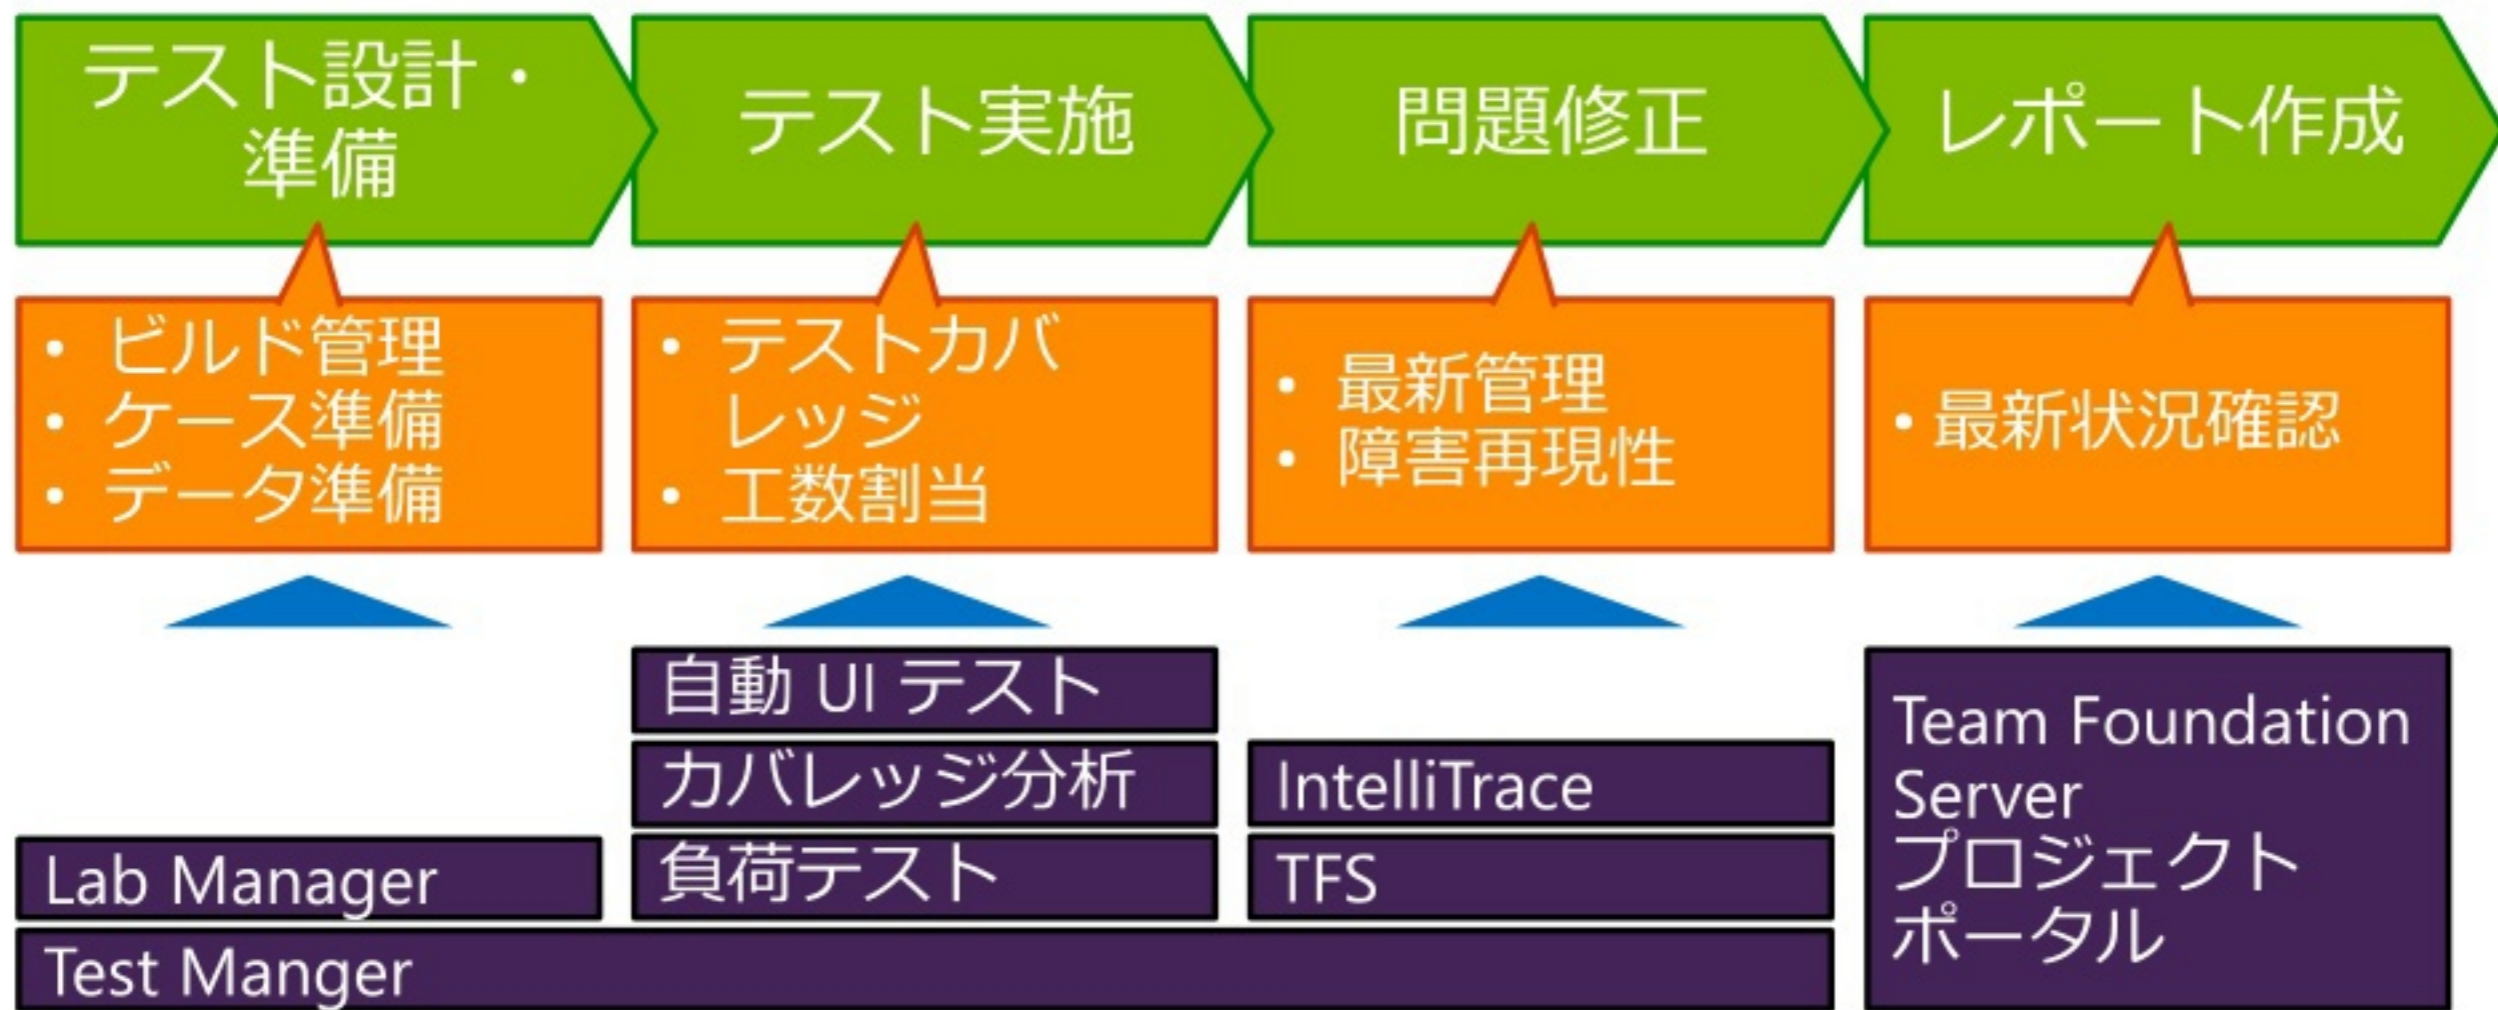 テスト設計・
準備
テスト実施
問題修正
レポート作成
• ビルド管理
• ケース準備
• データ準備
• テストカバ
レッジ
• 工数割当
• 最新管理
• 障害再現性
• 最新状況確認
自動 UI テスト
カバレッジ分析
負荷テスト
IntelliTrace
TFS
Lab Manager
Test Manger
Team Foundation
Server
プロジェクト
ポータル